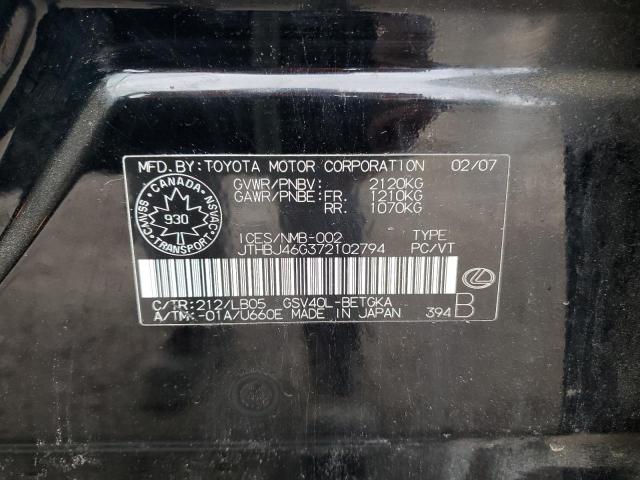 MFD.BY:TOYOTA MOTOR CORPORATION 02/07
GVWR/PNBV: 2120KG
GAWR/PNBE:FR. 1210KG
RR. 1070KG
CANADA
CMVSS NSVAC
930
TRANSPORT
ICES/NMB-002 TYPE:
JTHBJ46G372102794 PC/VT
C/TR:212/LB05 GSV40L-BETGKA
A/TM:-01A/U660E MADE IN JAPAN 394 B